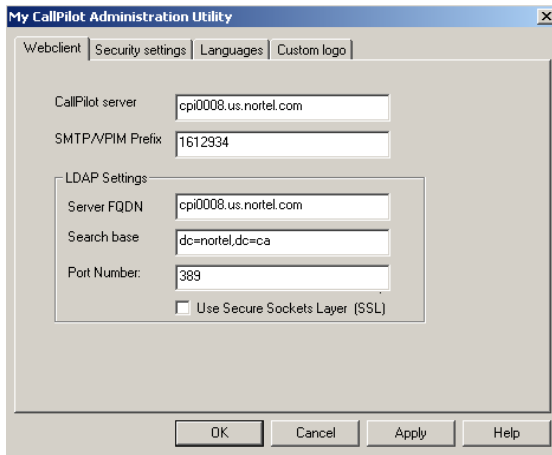 My CallPilot Administration Utility
Webclient Security settings Languages Custom logo
CallPilot server cpi0008.us.nortel.com
SMTP/VPIM Prefix 1612934
LDAP Settings
Server FQDN cpi0008.us.nortel.com
Search base dc=nortel,dc=ca
Port Number: 389
Use Secure Sockets Layer (SSL)
OK Cancel Apply Help